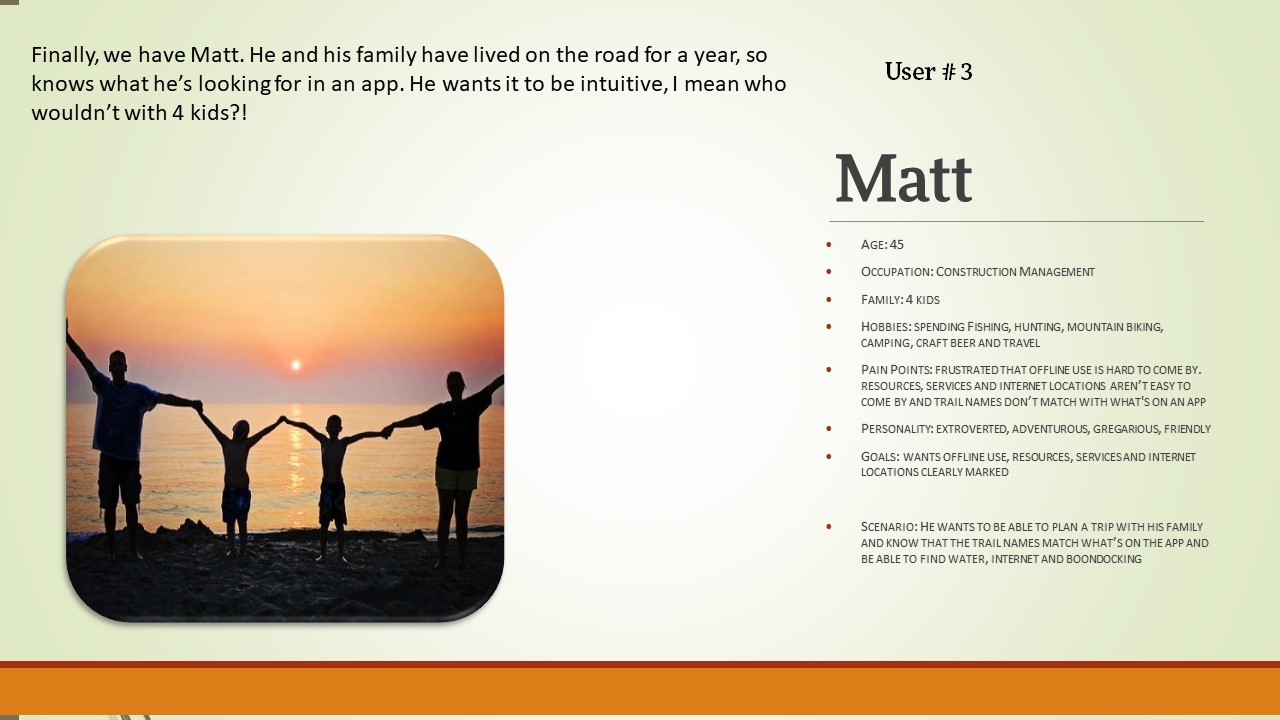 Finally, we have Matt. He and his family have lived on the road for a year, so
knows what he’s looking for in an app. He wants it to be intuitive, I mean who
wouldn’t with 4 kids?!
User # 3
Matt
• Age: 45
• Occupation: Construction Management
• Family: 4 kids
• Hobbies: spending Fishing, hunting, mountain biking,
camping, craft beer and travel
• Pain Points: frustrated that offline use is hard to come by.
resources, services and internet locations aren’t easy to
come by and trail names don’t match with what's on an app
• Personality: extroverted, adventurous, gregarious, friendly
• Goals: wants offline use, resources, services and internet
locations clearly marked
• Scenario: He wants to be able to plan a trip with his family
and know that the trail names match what’s on the app and
be able to find water, internet and boondocking